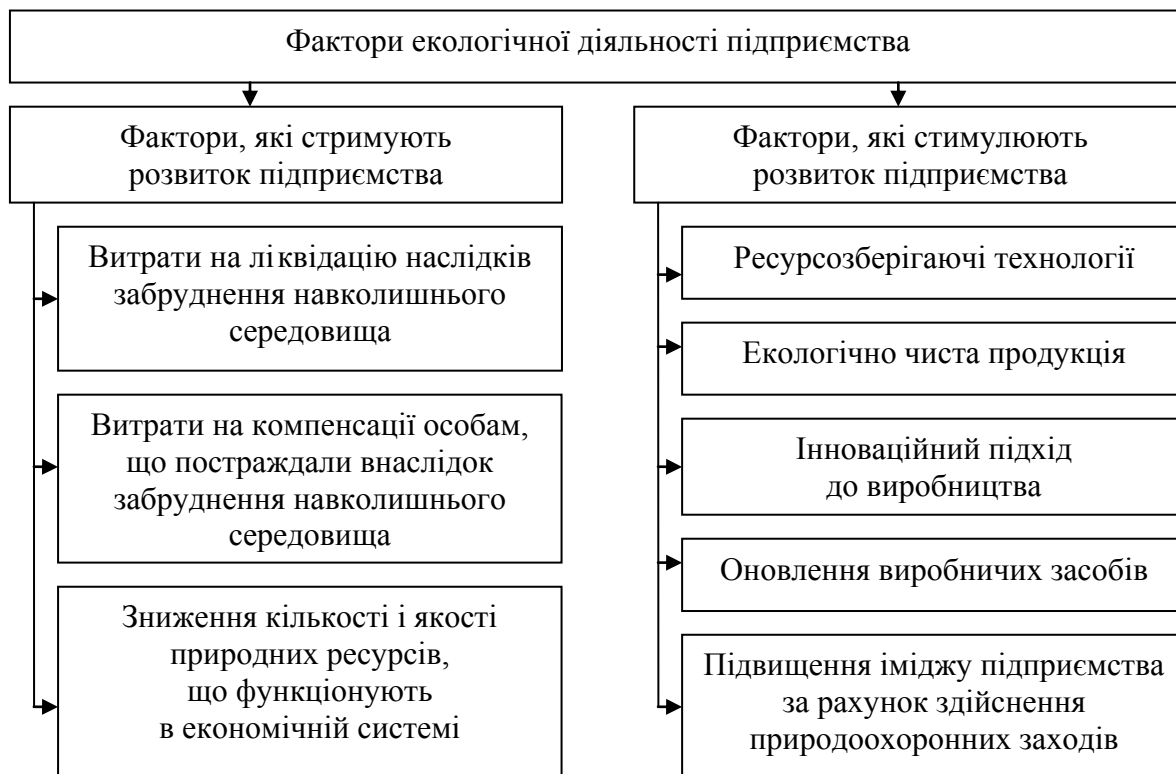 Фактори екологічної діяльності підприємства
Фактори, які стримують
розвиток підприємства
Витрати на ліквідацію наслідків
забруднення навколишнього
середовища
Витрати на компенсації особам,
що постраждали внаслідок
забруднення навколишнього
середовища
Зниження кількості і якості
природних ресурсів,
що функціонують
в економічній системі
Фактори, які стимулюють
розвиток підприємства
Ресурсозберігаючі технології
Екологічно чиста продукція
Інноваційний підхід
до виробництва
Оновлення виробничих засобів
Підвищення іміджу підприємства
за рахунок здійснення
природоохоронних заходів